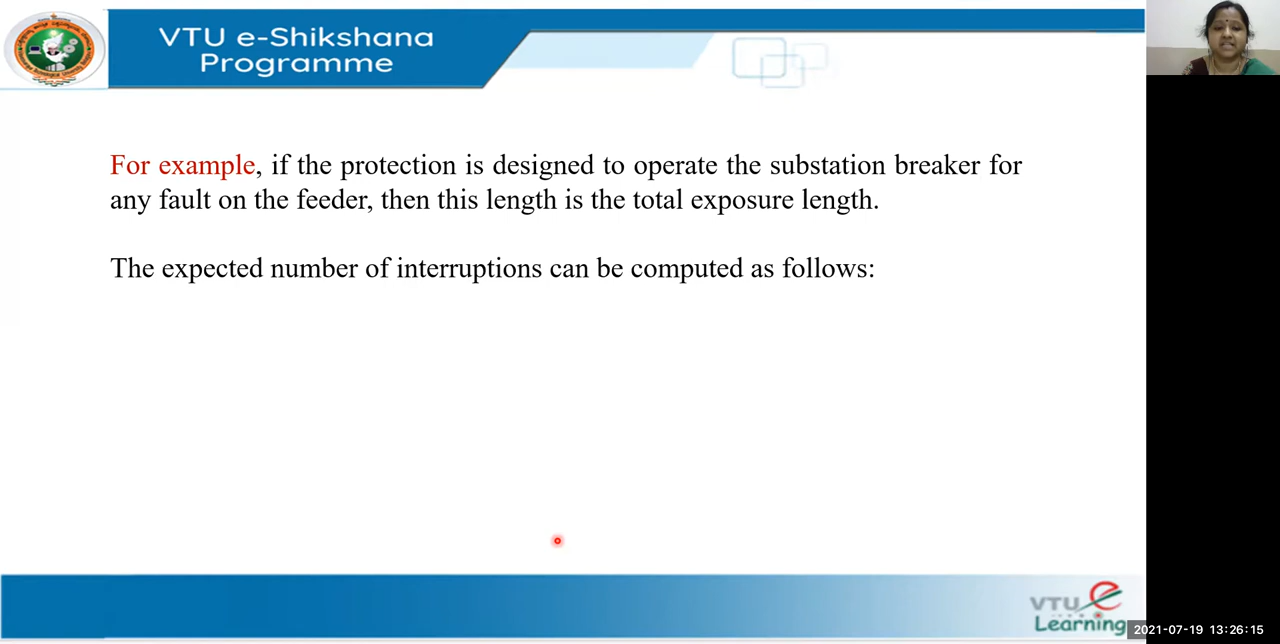 VTU e-Shikshana
Programme
For example, if the protection is designed to operate the substation breaker for
any fault on the feeder, then this length is the total exposure length.
The expected number of interruptions can be computed as follows:
VTU
Learning
2021-07-19 13:26:15